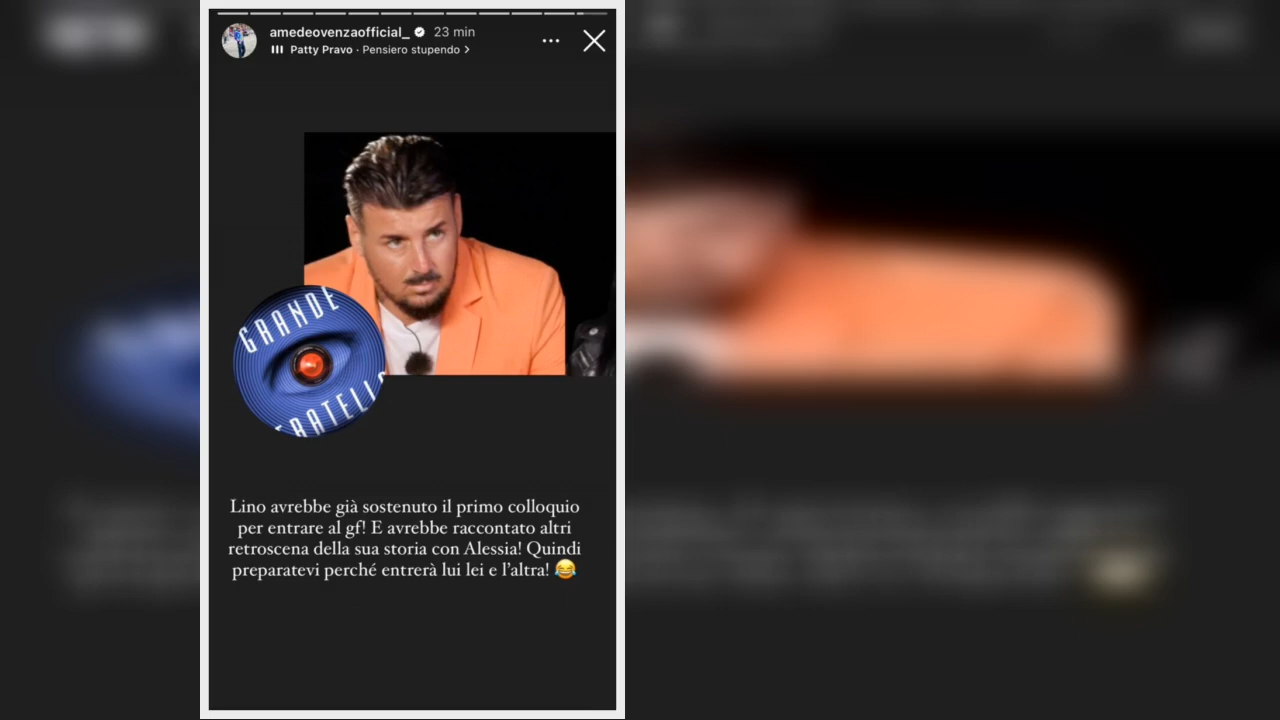 amedeovenzaofficial_ 23 min
Patty Pravo · Pensiero stupendo >
GRANDE
FRATELLO
Lino avrebbe già sostenuto il primo colloquio
per entrare al gf! E avrebbe raccontato altri
retroscena della sua storia con Alessia! Quindi
preparatevi perché entrerà lui lei e l'altra! 😂